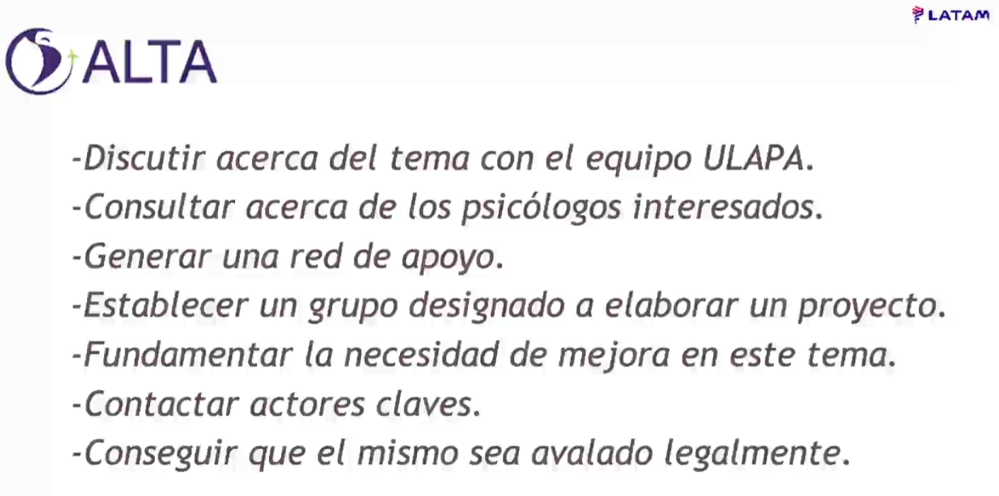 LATAM
ALTA
-Discutir acerca del tema con el equipo ULAPA.
-Consultar acerca de los psicólogos interesados.
-Generar una red de apoyo.
-Establecer un grupo designado a elaborar un proyecto.
-Fundamentar la necesidad de mejora en este tema.
-Contactar actores claves.
-Conseguir que el mismo sea avalado legalmente.